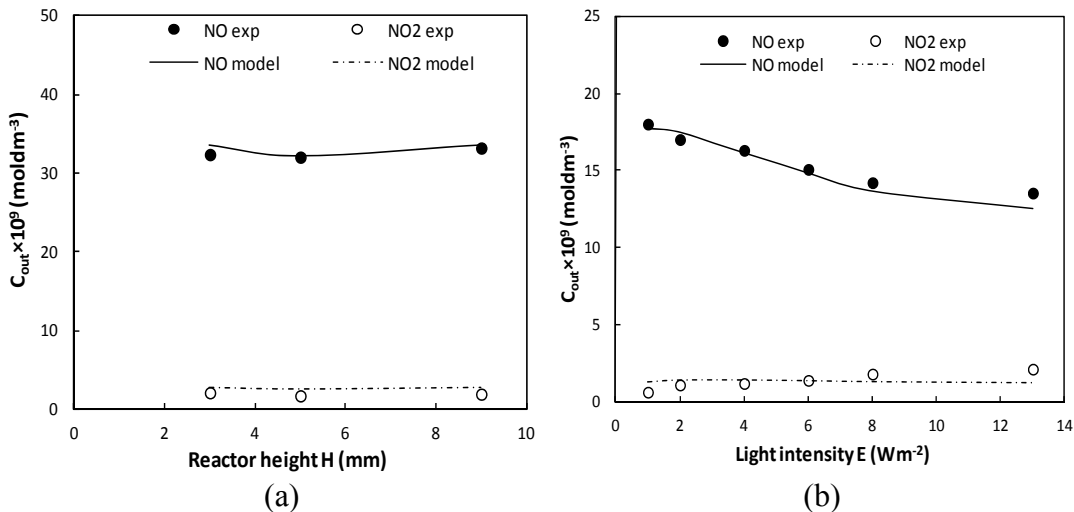 50
40
30
20
10
0
C_out×10⁹ (moldm⁻³)
NO exp
NO2 exp
NO model
NO2 model
0 2 4 6 8 10
Reactor height H (mm)
(a)
25
20
15
10
5
0
C_out×10⁹ (moldm⁻³)
NO exp
NO2 exp
NO model
NO2 model
0 2 4 6 8 10 12 14
Light intensity E (Wm⁻²)
(b)